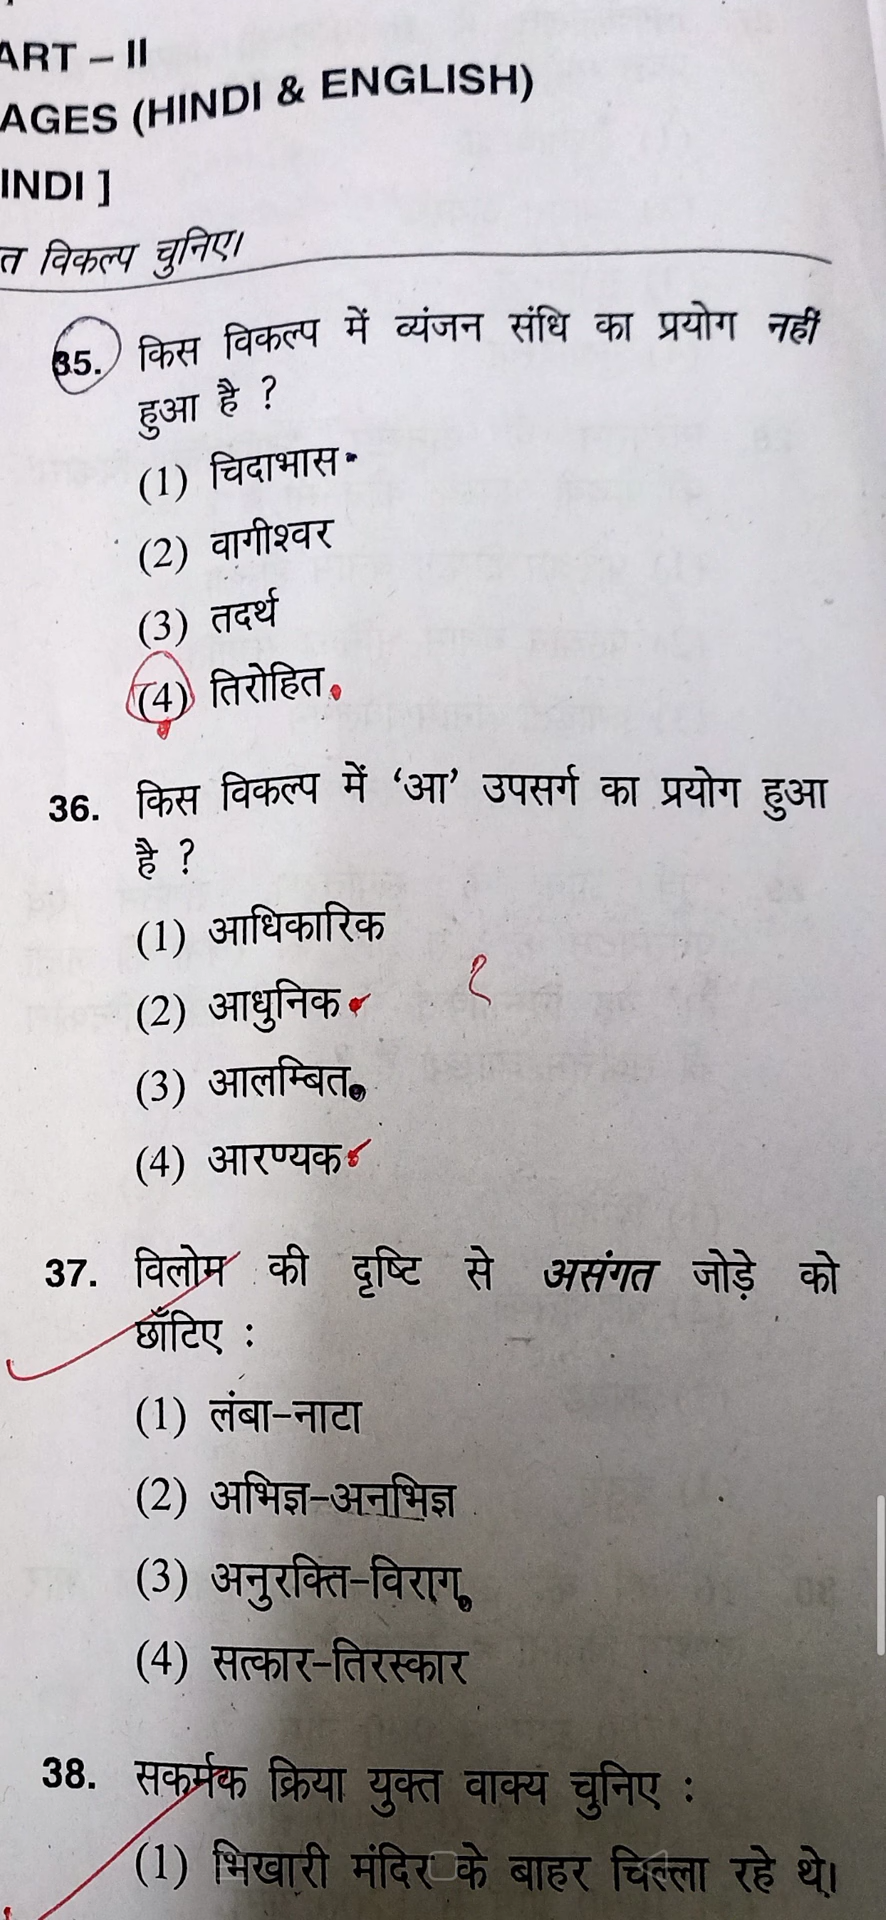 ART – II
AGES (HINDI & ENGLISH)
INDI ]
त विकल्प चुनिए।
35. किस विकल्प में व्यंजन संधि का प्रयोग नहीं
हुआ है ?
(1) चिदाभास
(2) वागीश्वर
(3) तदर्थ
(4) तिरोहित
36. किस विकल्प में ‘आ’ उपसर्ग का प्रयोग हुआ
है ?
(1) आधिकारिक
(2) आधुनिक
(3) आलम्बित
(4) आरण्यक
37. विलोम की दृष्टि से असंगत जोड़े को
छाँटिए :
(1) लंबा–नाटा
(2) अभिज्ञ–अनभिज्ञ
(3) अनुरक्ति–विराग
(4) सत्कार–तिरस्कार
38. सकर्मक क्रिया युक्त वाक्य चुनिए :
(1) भिखारी मंदिर के बाहर चिल्ला रहे थे।